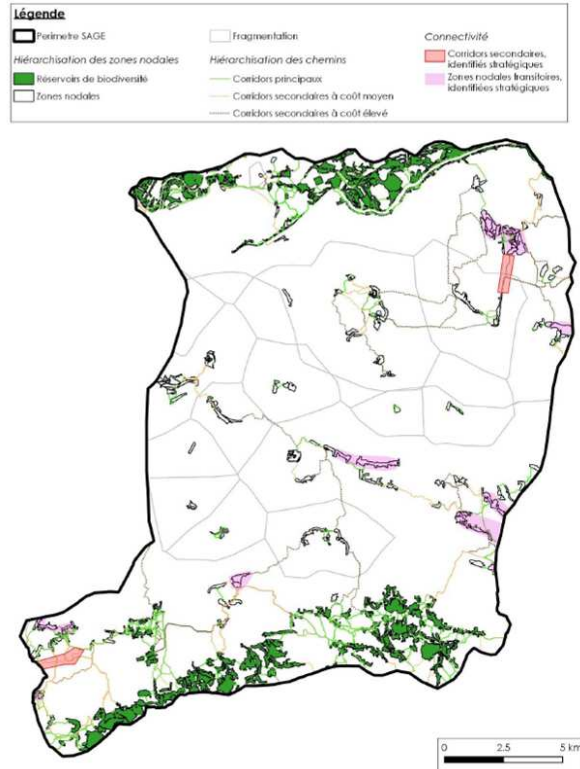 Légende
Perimetre SAGE
Fragmentation
Hiérarchisation des zones nodales
Réservoirs de biodiversité
Zones nodales
Hiérarchisation des chemins
Corridors principaux
Corridors secondaires à coût moyen
Corridors secondaires à coût élevé
Connectivité
Corridors secondaires,
identifiés stratégiques
Zones nodales transitoires,
identifiées stratégiques
0 2.5 5 km